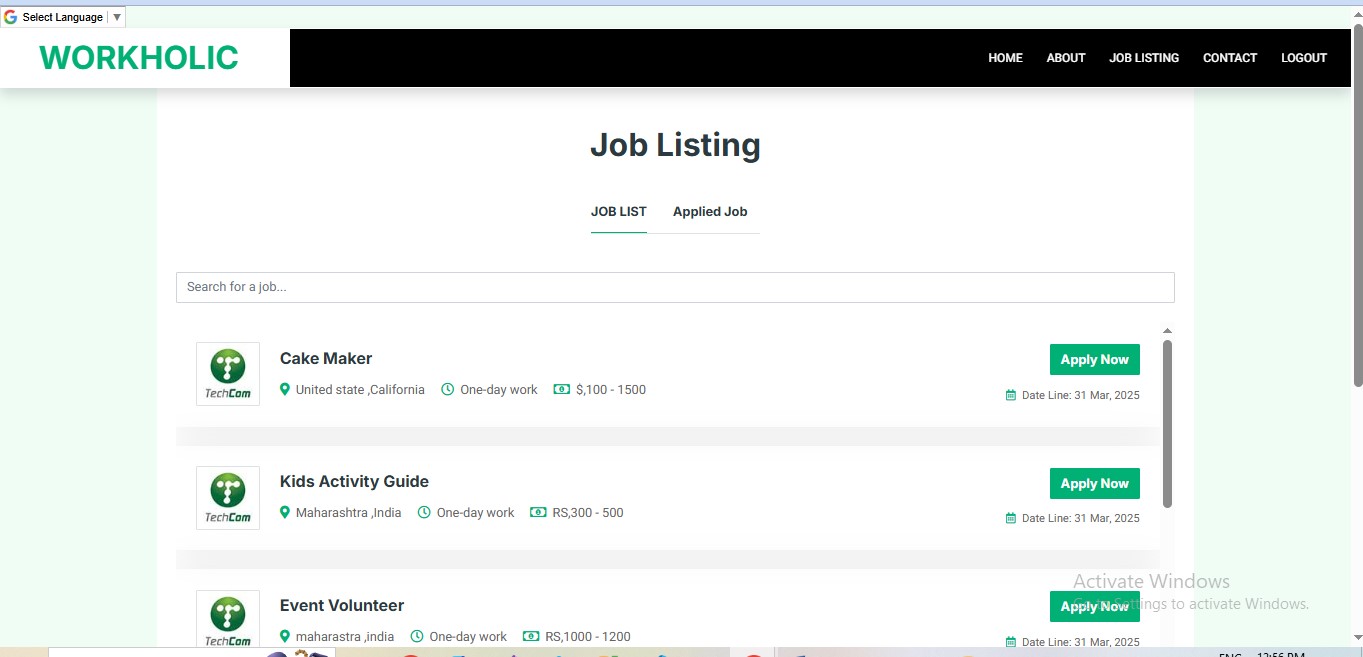 Select Language ▼
WORKHOLIC
HOME ABOUT JOB LISTING CONTACT LOGOUT
Job Listing
JOB LIST Applied Job
Search for a job...
Cake Maker
Apply Now
TechCom
United state ,California One-day work $,100 - 1500
Date Line: 31 Mar, 2025
Kids Activity Guide
Apply Now
TechCom
Maharashtra ,India One-day work RS,300 - 500
Date Line: 31 Mar, 2025
Activate Windows
Go to Settings to activate Windows.
Event Volunteer
Apply Now
TechCom
maharastra ,india One-day work RS,1000 - 1200
Date Line: 31 Mar, 2025
ENG 12:56 PM